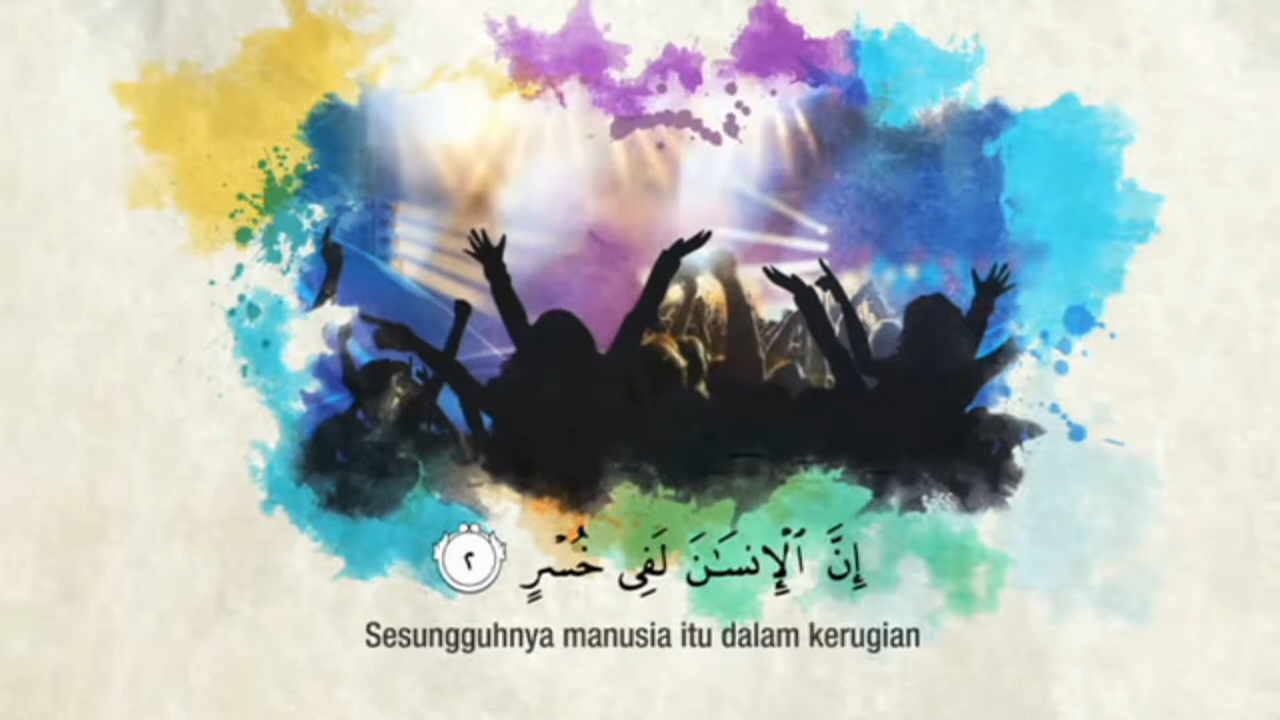 إِنَّ ٱلْإِنسَـٰنَ لَفِى خُسْرٍ ٢
Sesungguhnya manusia itu dalam kerugian